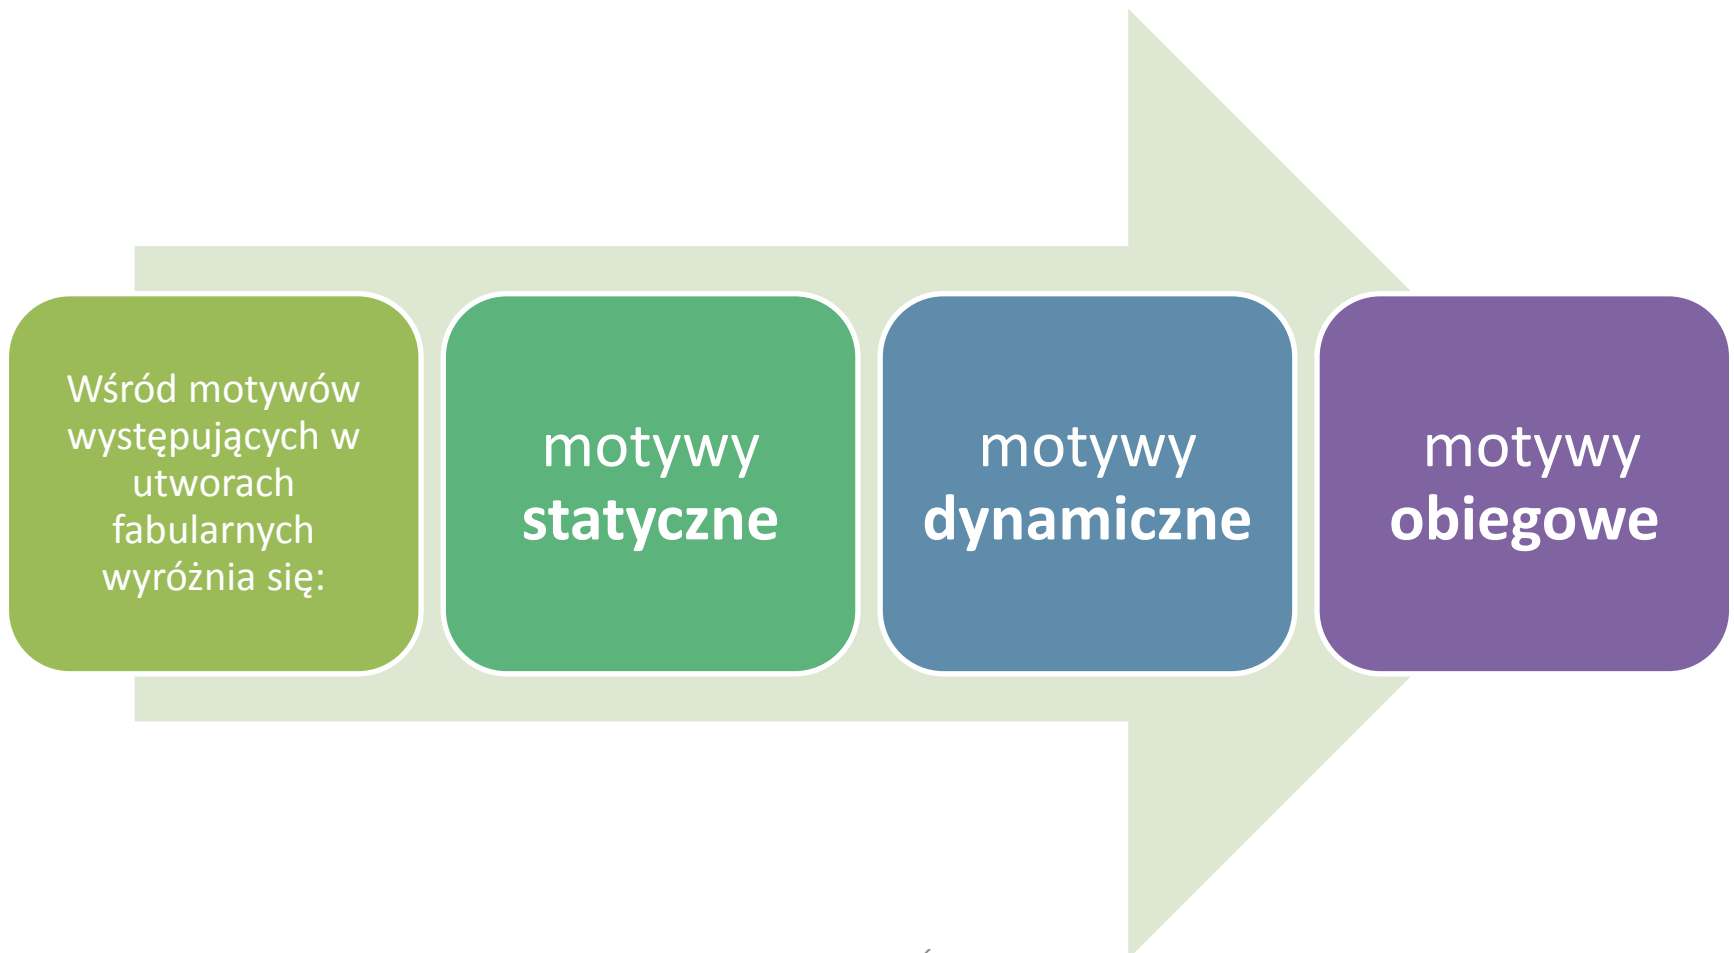 Wśród motywów
występujących w
utworach
fabularnych
wyróżnia się:
motywy
statyczne
motywy
dynamiczne
motywy
obiegowe